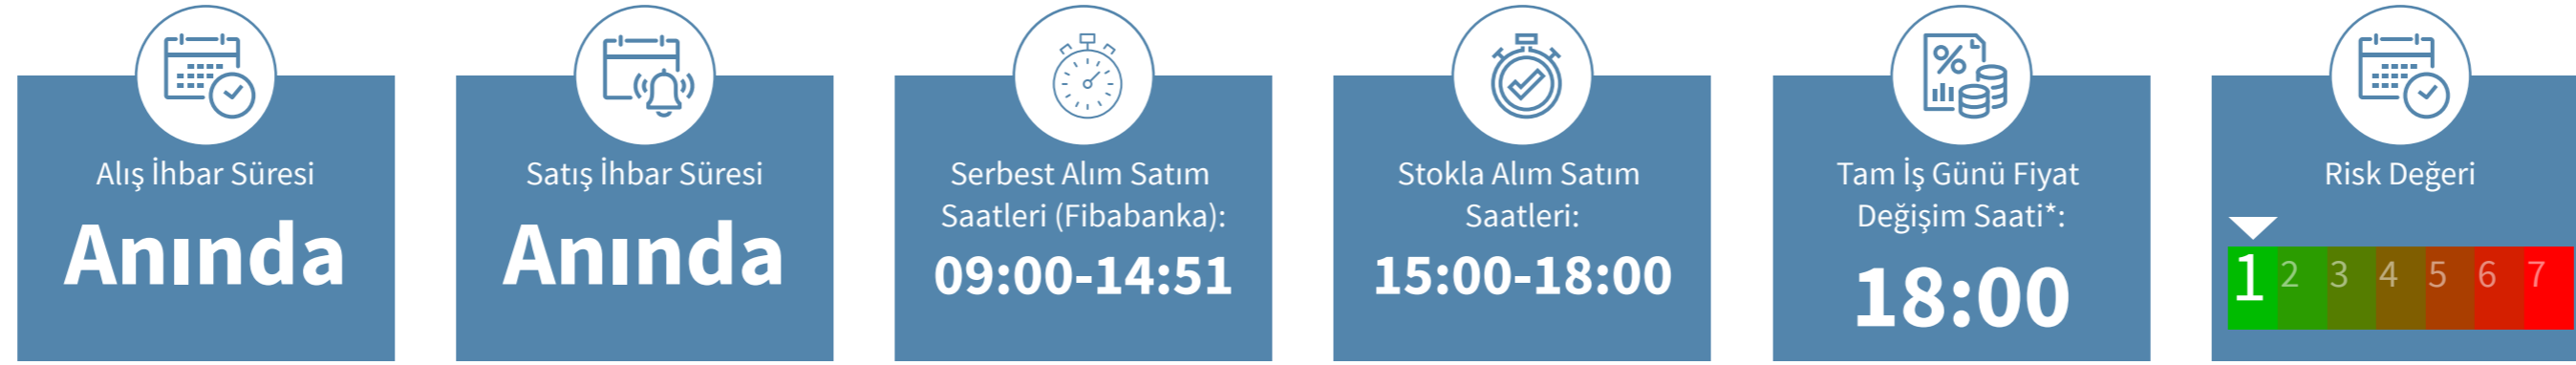 Alış İhbar Süresi
Anında
Satış İhbar Süresi
Anında
Serbest Alım Satım
Saatleri (Fibabanka):
09:00-14:51
Stokla Alım Satım
Saatleri:
15:00-18:00
%
Tam İş Günü Fiyat
Değişim Saati*:
18:00
Risk Değeri
1 2 3 4 5 6 7